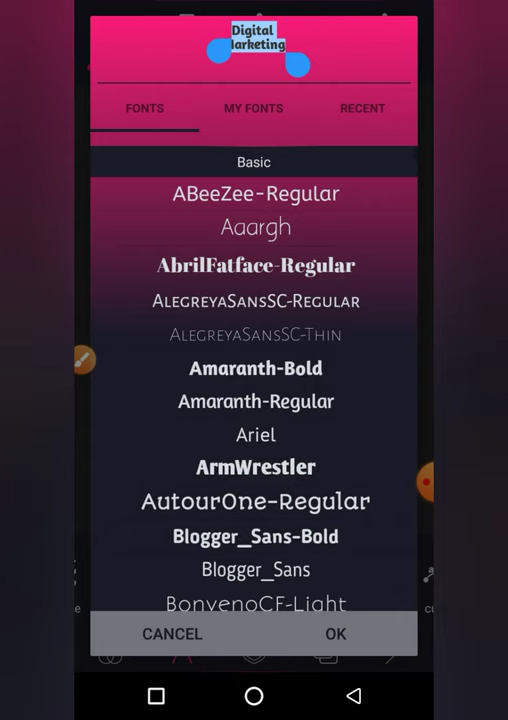 Digital
Marketing
FONTS
MY FONTS
RECENT
Basic
ABeeZee-Regular
Aaargh
AbrilFatface-Regular
AlegreyaSansSC-Regular
AlegreyaSansSC-Thin
Amaranth-Bold
Amaranth-Regular
Ariel
ArmWrestler
AutourOne-Regular
Blogger_Sans-Bold
Blogger_Sans
BonvenoCF-Light
CANCEL
OK